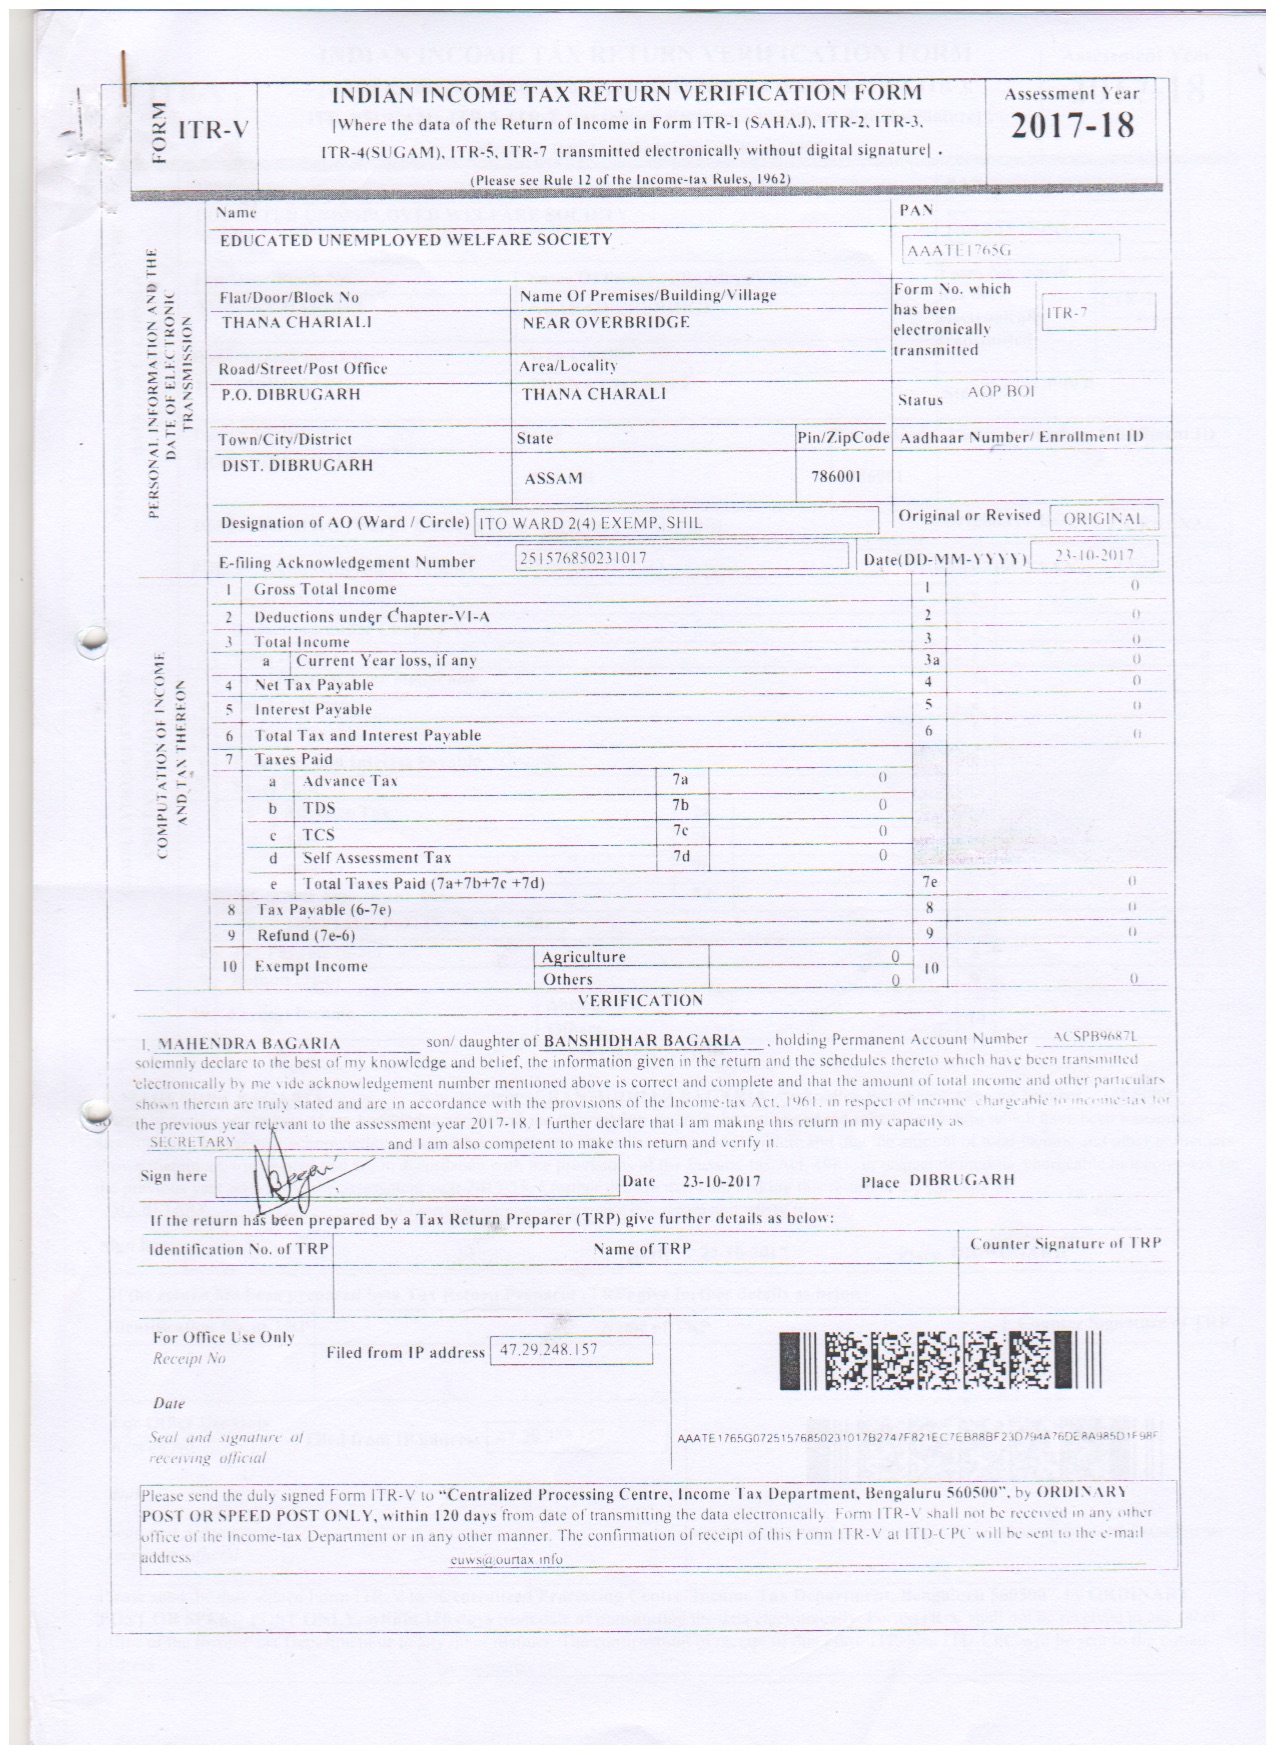 FORM
ITR-V
INDIAN INCOME TAX RETURN VERIFICATION FORM
[Where the data of the Return of Income in Form ITR-1 (SAHAJ), ITR-2, ITR-3,
ITR-4(SUGAM), ITR-5, ITR-7 transmitted electronically without digital signature] .
(Please see Rule 12 of the Income-tax Rules, 1962)
Assessment Year
2017-18
PERSONAL INFORMATION AND THE
DATE OF ELECTRONIC
TRANSMISSION
Name
EDUCATED UNEMPLOYED WELFARE SOCIETY
PAN
AAATE1765G
Flat/Door/Block No
THANA CHARIALI
Name Of Premises/Building/Village
NEAR OVERBRIDGE
Form No. which
has been
electronically
transmitted
ITR-7
Road/Street/Post Office
P.O. DIBRUGARH
Area/Locality
THANA CHARALI
Status AOP BOI
Town/City/District
DIST. DIBRUGARH
State
ASSAM
Pin/ZipCode
786001
Aadhaar Number/ Enrollment ID
Designation of AO (Ward / Circle) ITO WARD 2(4) EXEMP, SHIL
Original or Revised ORIGINAL
E-filing Acknowledgement Number 251576850231017
Date(DD-MM-YYYY) 23-10-2017
COMPUTATION OF INCOME
AND TAX THEREON
1 Gross Total Income 1 0
2 Deductions under Chapter-VI-A 2 0
3 Total Income 3 0
a Current Year loss, if any 3a 0
4 Net Tax Payable 4 0
5 Interest Payable 5 0
6 Total Tax and Interest Payable 6 0
7 Taxes Paid
a Advance Tax 7a 0
b TDS 7b 0
c TCS 7c 0
d Self Assessment Tax 7d 0
e Total Taxes Paid (7a+7b+7c +7d) 7e 0
8 Tax Payable (6-7e) 8 0
9 Refund (7e-6) 9 0
10 Exempt Income
Agriculture 0
Others 0
10 0
VERIFICATION
I, MAHENDRA BAGARIA son/ daughter of BANSHIDHAR BAGARIA , holding Permanent Account Number ACSPB9687L
solemnly declare to the best of my knowledge and belief, the information given in the return and the schedules thereto which have been transmitted
electronically by me vide acknowledgement number mentioned above is correct and complete and that the amount of total income and other particulars
shown therein are truly stated and are in accordance with the provisions of the Income-tax Act, 1961, in respect of income chargeable to income-tax for
the previous year relevant to the assessment year 2017-18. I further declare that I am making this return in my capacity as
SECRETARY and I am also competent to make this return and verify it.
Sign here
Date 23-10-2017 Place DIBRUGARH
If the return has been prepared by a Tax Return Preparer (TRP) give further details as below:
Identification No. of TRP Name of TRP Counter Signature of TRP
For Office Use Only
Receipt No
Filed from IP address 47.29.248.157
Date
Seal and signature of
receiving official
AAATE1765G07251576850231017B2747F821EC7EB88BF23D794A76DE8A985D1F98F
Please send the duly signed Form ITR-V to “Centralized Processing Centre, Income Tax Department, Bengaluru 560500”, by ORDINARY
POST OR SPEED POST ONLY, within 120 days from date of transmitting the data electronically. Form ITR-V shall not be received in any other
office of the Income-tax Department or in any other manner. The confirmation of receipt of this Form ITR-V at ITD-CPC will be sent to the e-mail
address euws@ourtax.info